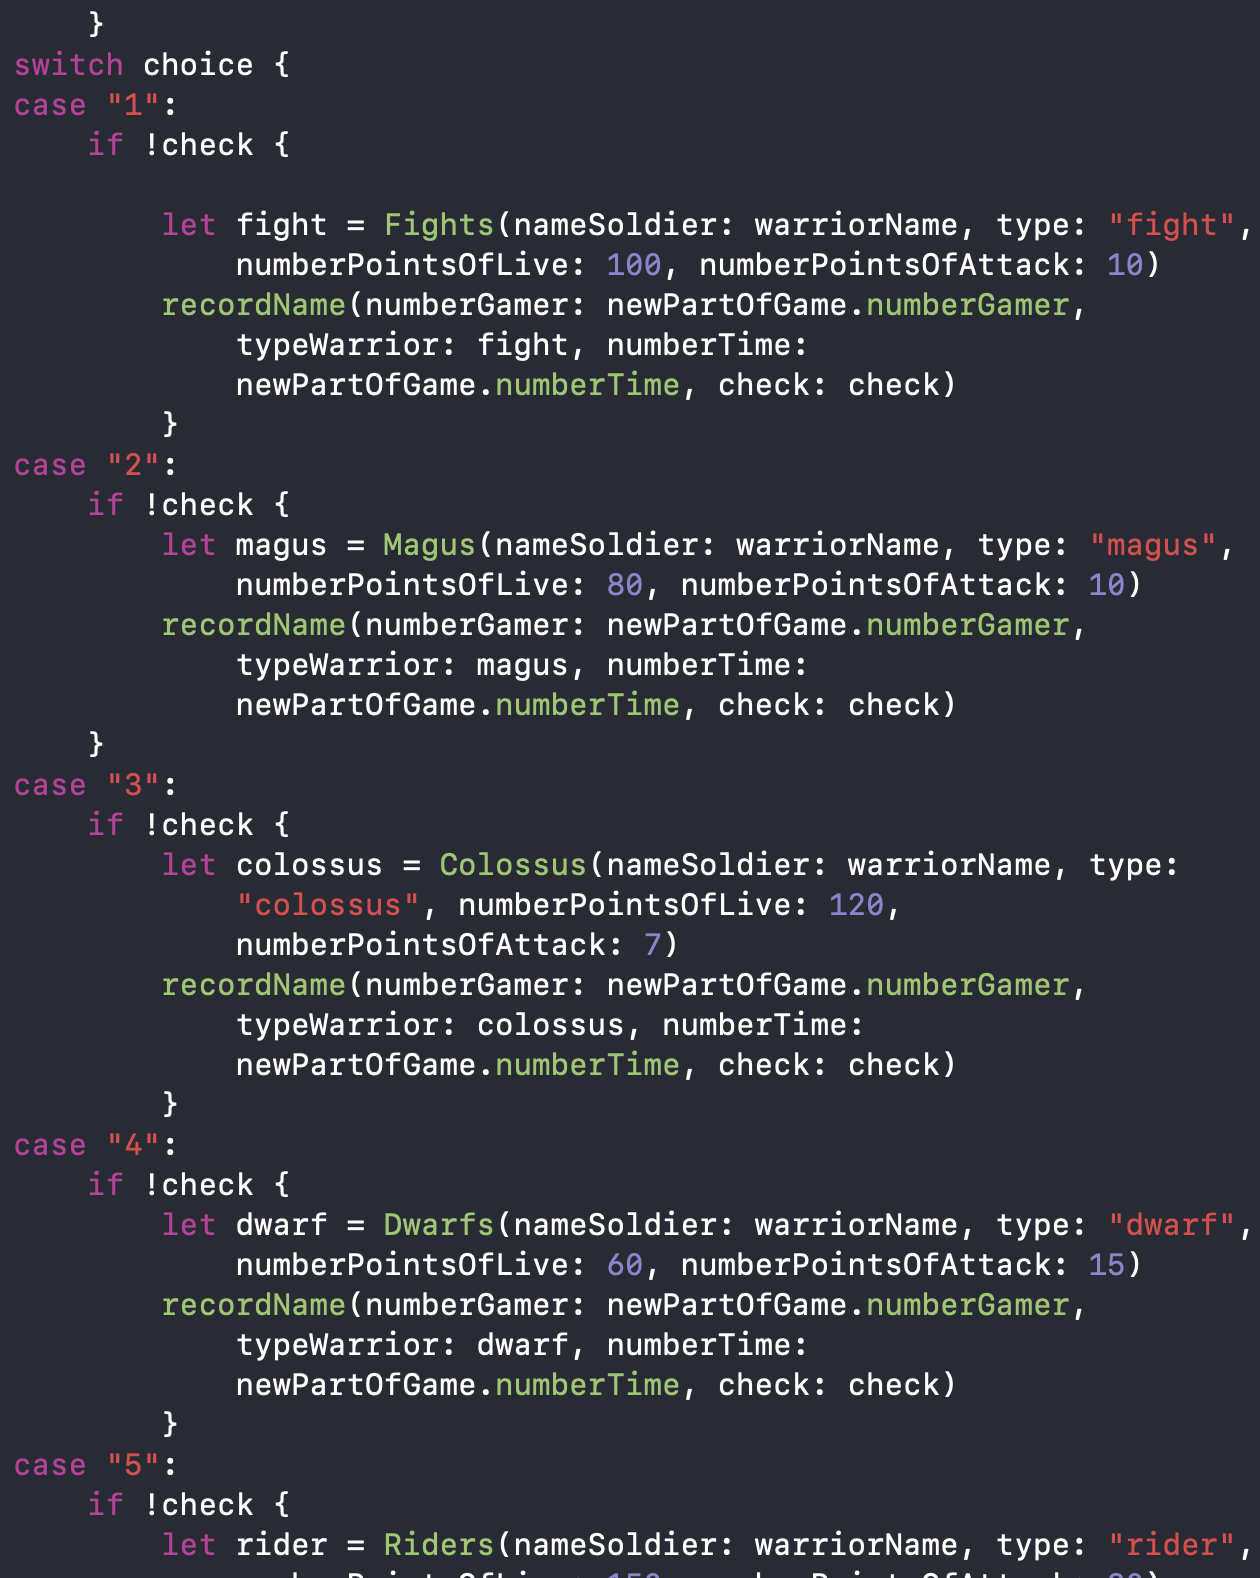 }
switch choice {
case "1":
if !check {
let fight = Fights(nameSoldier: warriorName, type: "fight",
numberPointsOfLive: 100, numberPointsOfAttack: 10)
recordName(numberGamer: newPartOfGame.numberGamer,
typeWarrior: fight, numberTime:
newPartOfGame.numberTime, check: check)
}
case "2":
if !check {
let magus = Magus(nameSoldier: warriorName, type: "magus",
numberPointsOfLive: 80, numberPointsOfAttack: 10)
recordName(numberGamer: newPartOfGame.numberGamer,
typeWarrior: magus, numberTime:
newPartOfGame.numberTime, check: check)
}
case "3":
if !check {
let colossus = Colossus(nameSoldier: warriorName, type:
"colossus", numberPointsOfLive: 120,
numberPointsOfAttack: 7)
recordName(numberGamer: newPartOfGame.numberGamer,
typeWarrior: colossus, numberTime:
newPartOfGame.numberTime, check: check)
}
case "4":
if !check {
let dwarf = Dwarfs(nameSoldier: warriorName, type: "dwarf",
numberPointsOfLive: 60, numberPointsOfAttack: 15)
recordName(numberGamer: newPartOfGame.numberGamer,
typeWarrior: dwarf, numberTime:
newPartOfGame.numberTime, check: check)
}
case "5":
if !check {
let rider = Riders(nameSoldier: warriorName, type: "rider",